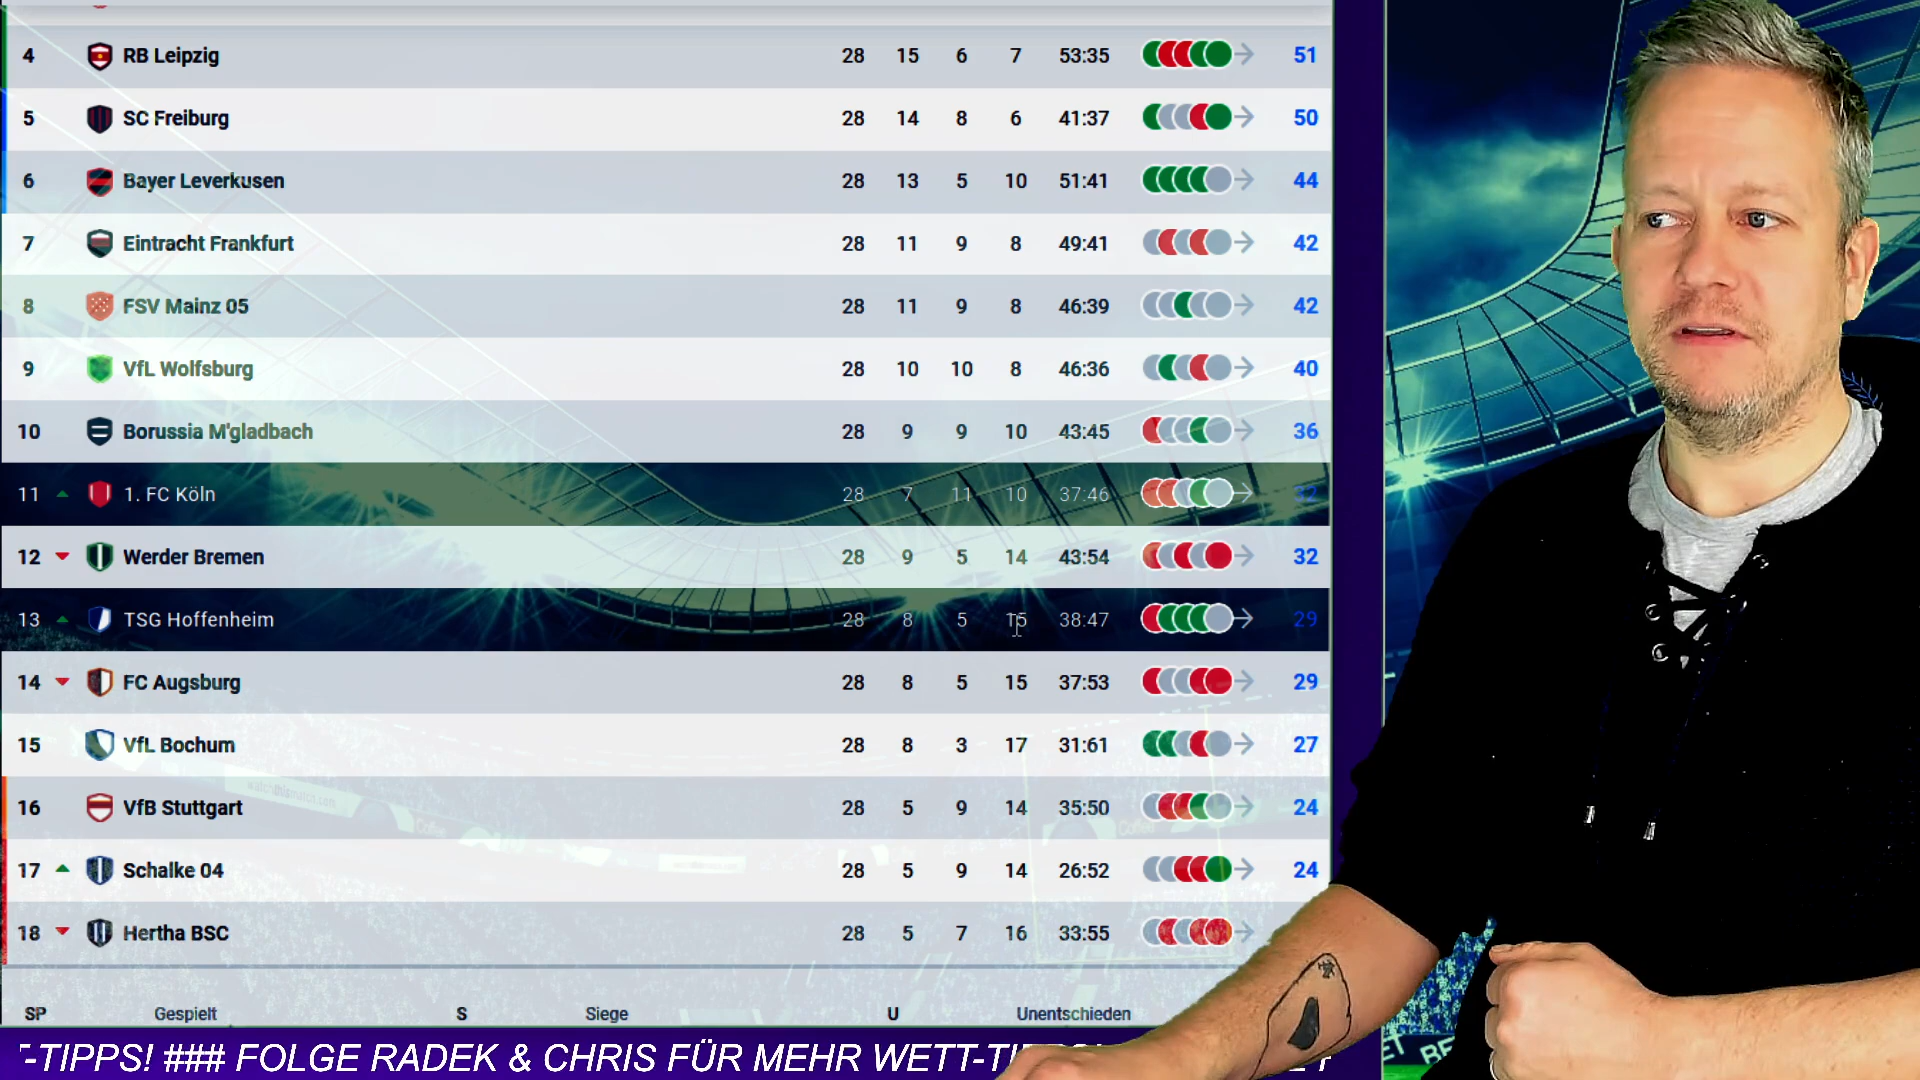 4 RB Leipzig 28 15 6 7 53:35 51
5 SC Freiburg 28 14 8 6 41:37 50
6 Bayer Leverkusen 28 13 5 10 51:41 44
7 Eintracht Frankfurt 28 11 9 8 49:41 42
8 FSV Mainz 05 28 11 9 8 46:39 42
9 VfL Wolfsburg 28 10 10 8 46:36 40
10 Borussia M'gladbach 28 9 9 10 43:45 36
11 1. FC Köln 28 7 11 10 37:46 32
12 Werder Bremen 28 9 5 14 43:54 32
13 TSG Hoffenheim 28 8 5 15 38:47 29
14 FC Augsburg 28 8 5 15 37:53 29
15 VfL Bochum 28 8 3 17 31:61 27
16 VfB Stuttgart 28 5 9 14 35:50 24
17 Schalke 04 28 5 9 14 26:52 24
18 Hertha BSC 28 5 7 16 33:55
SP Gespielt S Siege U Unentschieden
-TIPPS! ### FOLGE RADEK & CHRIS FÜR MEHR